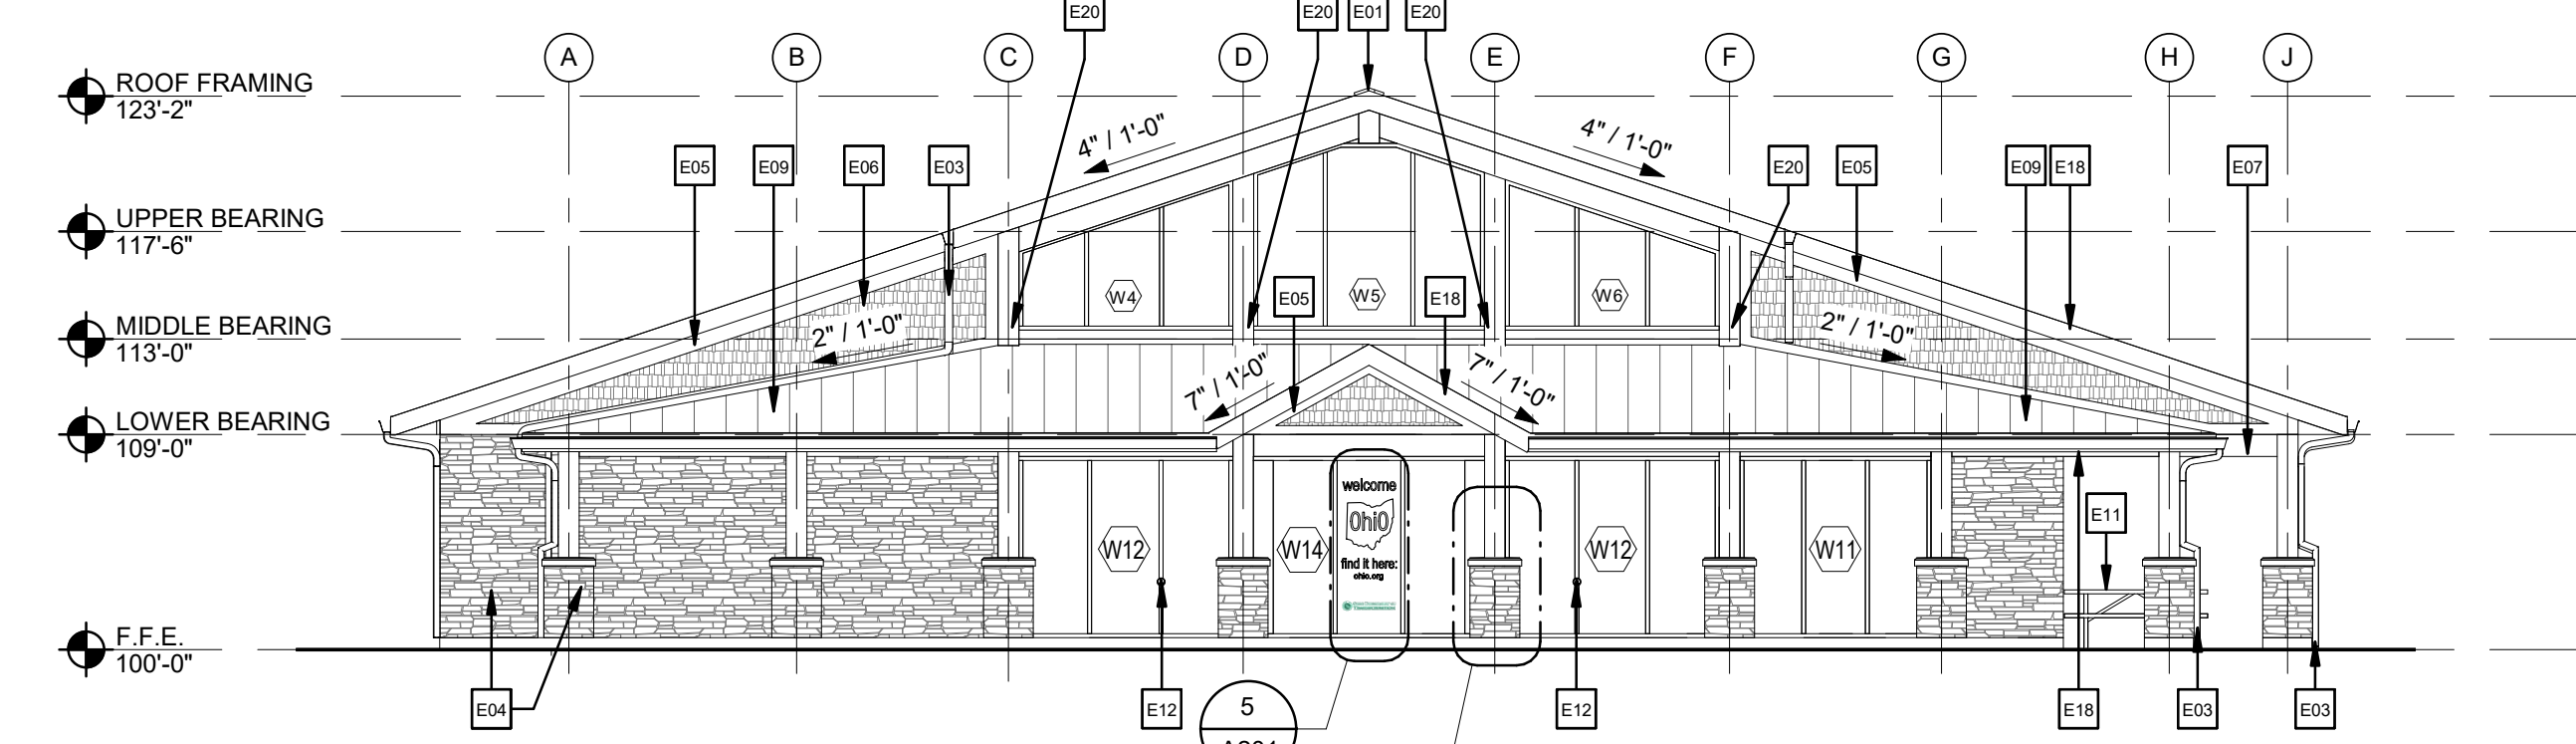 E20 E20 E01 E20
A B C D E F G H J
ROOF FRAMING
123'-2"
4" / 1'-0" 4" / 1'-0"
E05 E09 E06 E03 E20 E05 E09 E18 E07
UPPER BEARING
117'-6"
W4 E05 W5 E18 W6
MIDDLE BEARING
113'-0"
2" / 1'-0" 2" / 1'-0"
7" / 1'-0" 7" / 1'-0"
LOWER BEARING
109'-0"
welcome
OhiO
find it here:
ohio.org
E11
W12 W14 W12 W11
F.F.E.
100'-0"
E04 E12 E12 E18 E03 E03
5